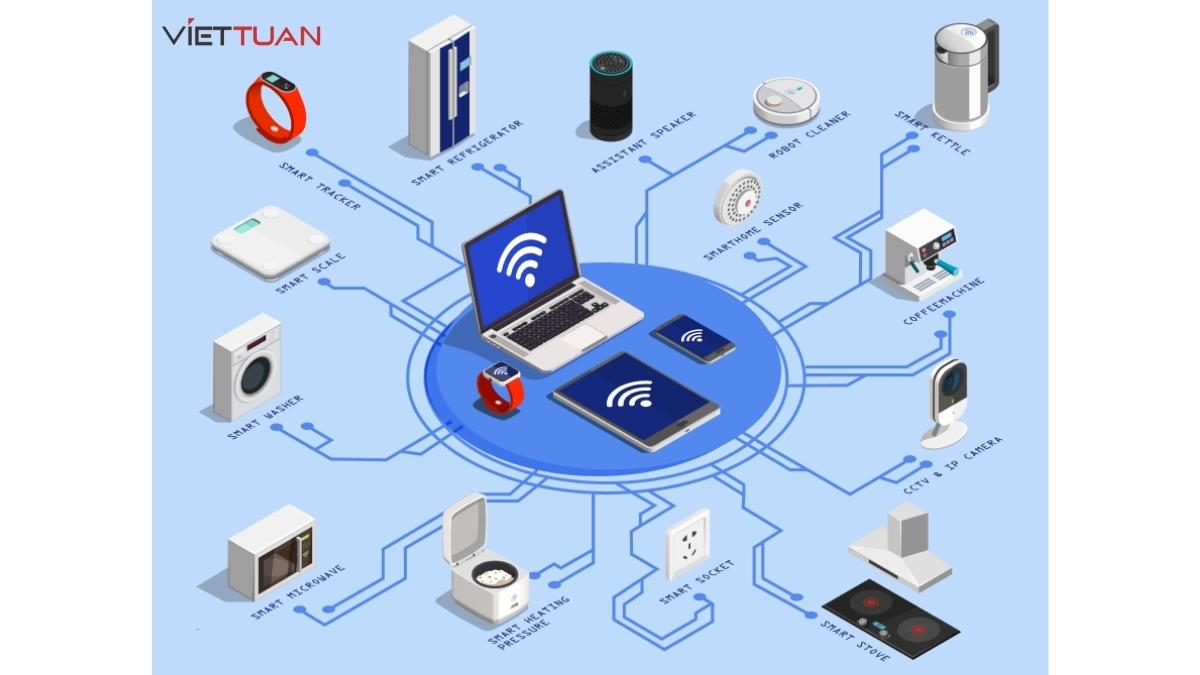 VIETTUAN
SMART TRACKER
SMART REFRIGERATOR
ASSISTANT SPEAKER
ROBOT CLEANER
SMART KETTLE
SMART SCALE
SMARTHOME SENSOR
COFFEEMACHINE
SMART WASHER
CCTV & IP CAMERA
SMART MICROWAVE
SMART HEATING
PRESSURE
SMART SOCKET
SMART STOVE